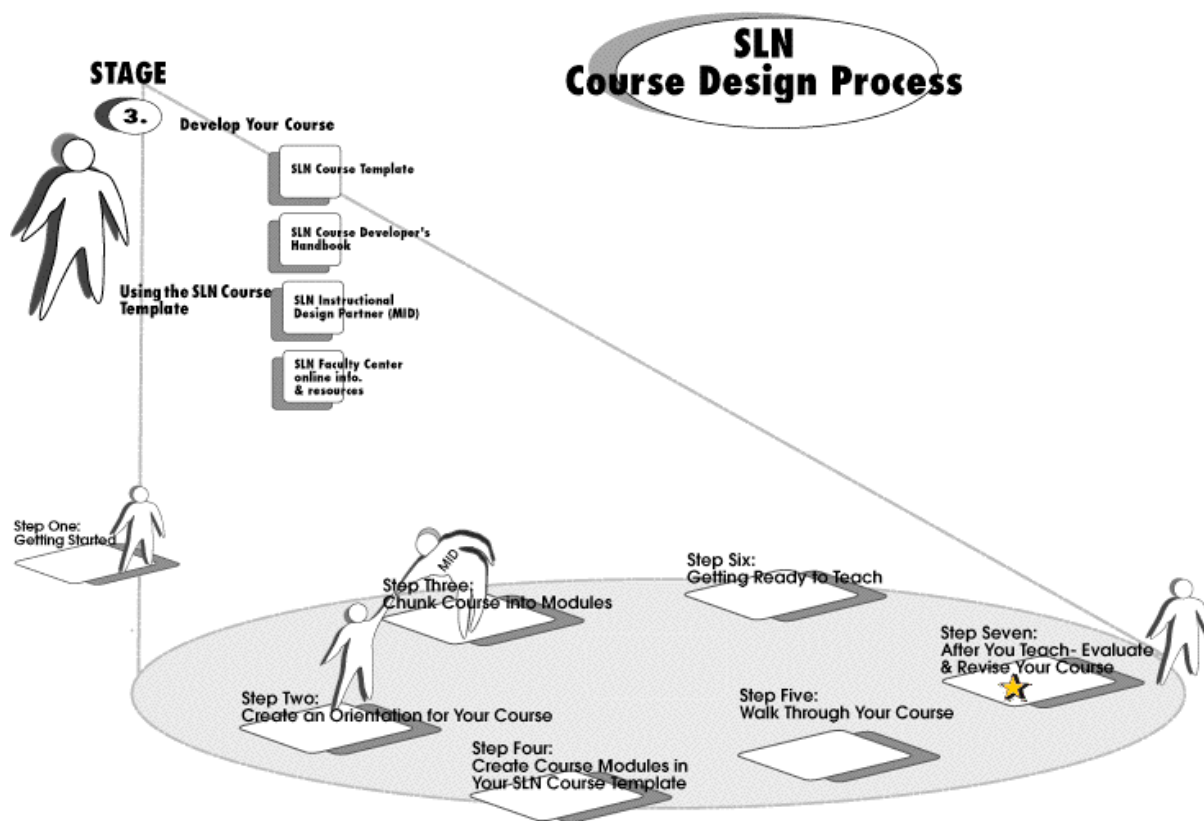 SLN
Course Design Process
STAGE
3.
Develop Your Course
SLN Course Template
SLN Course Developer's
Handbook
Using the SLN Course
Template
SLN Instructional
Design Partner (MID)
SLN Faculty Center
online info.
& resources
Step One:
Getting Started
MID
Step Three:
Chunk Course into Modules
Step Six:
Getting Ready to Teach
Step Seven:
After You Teach- Evaluate
& Revise Your Course
Step Two:
Create an Orientation for Your Course
Step Five:
Walk Through Your Course
Step Four:
Create Course Modules in
Your SLN Course Template